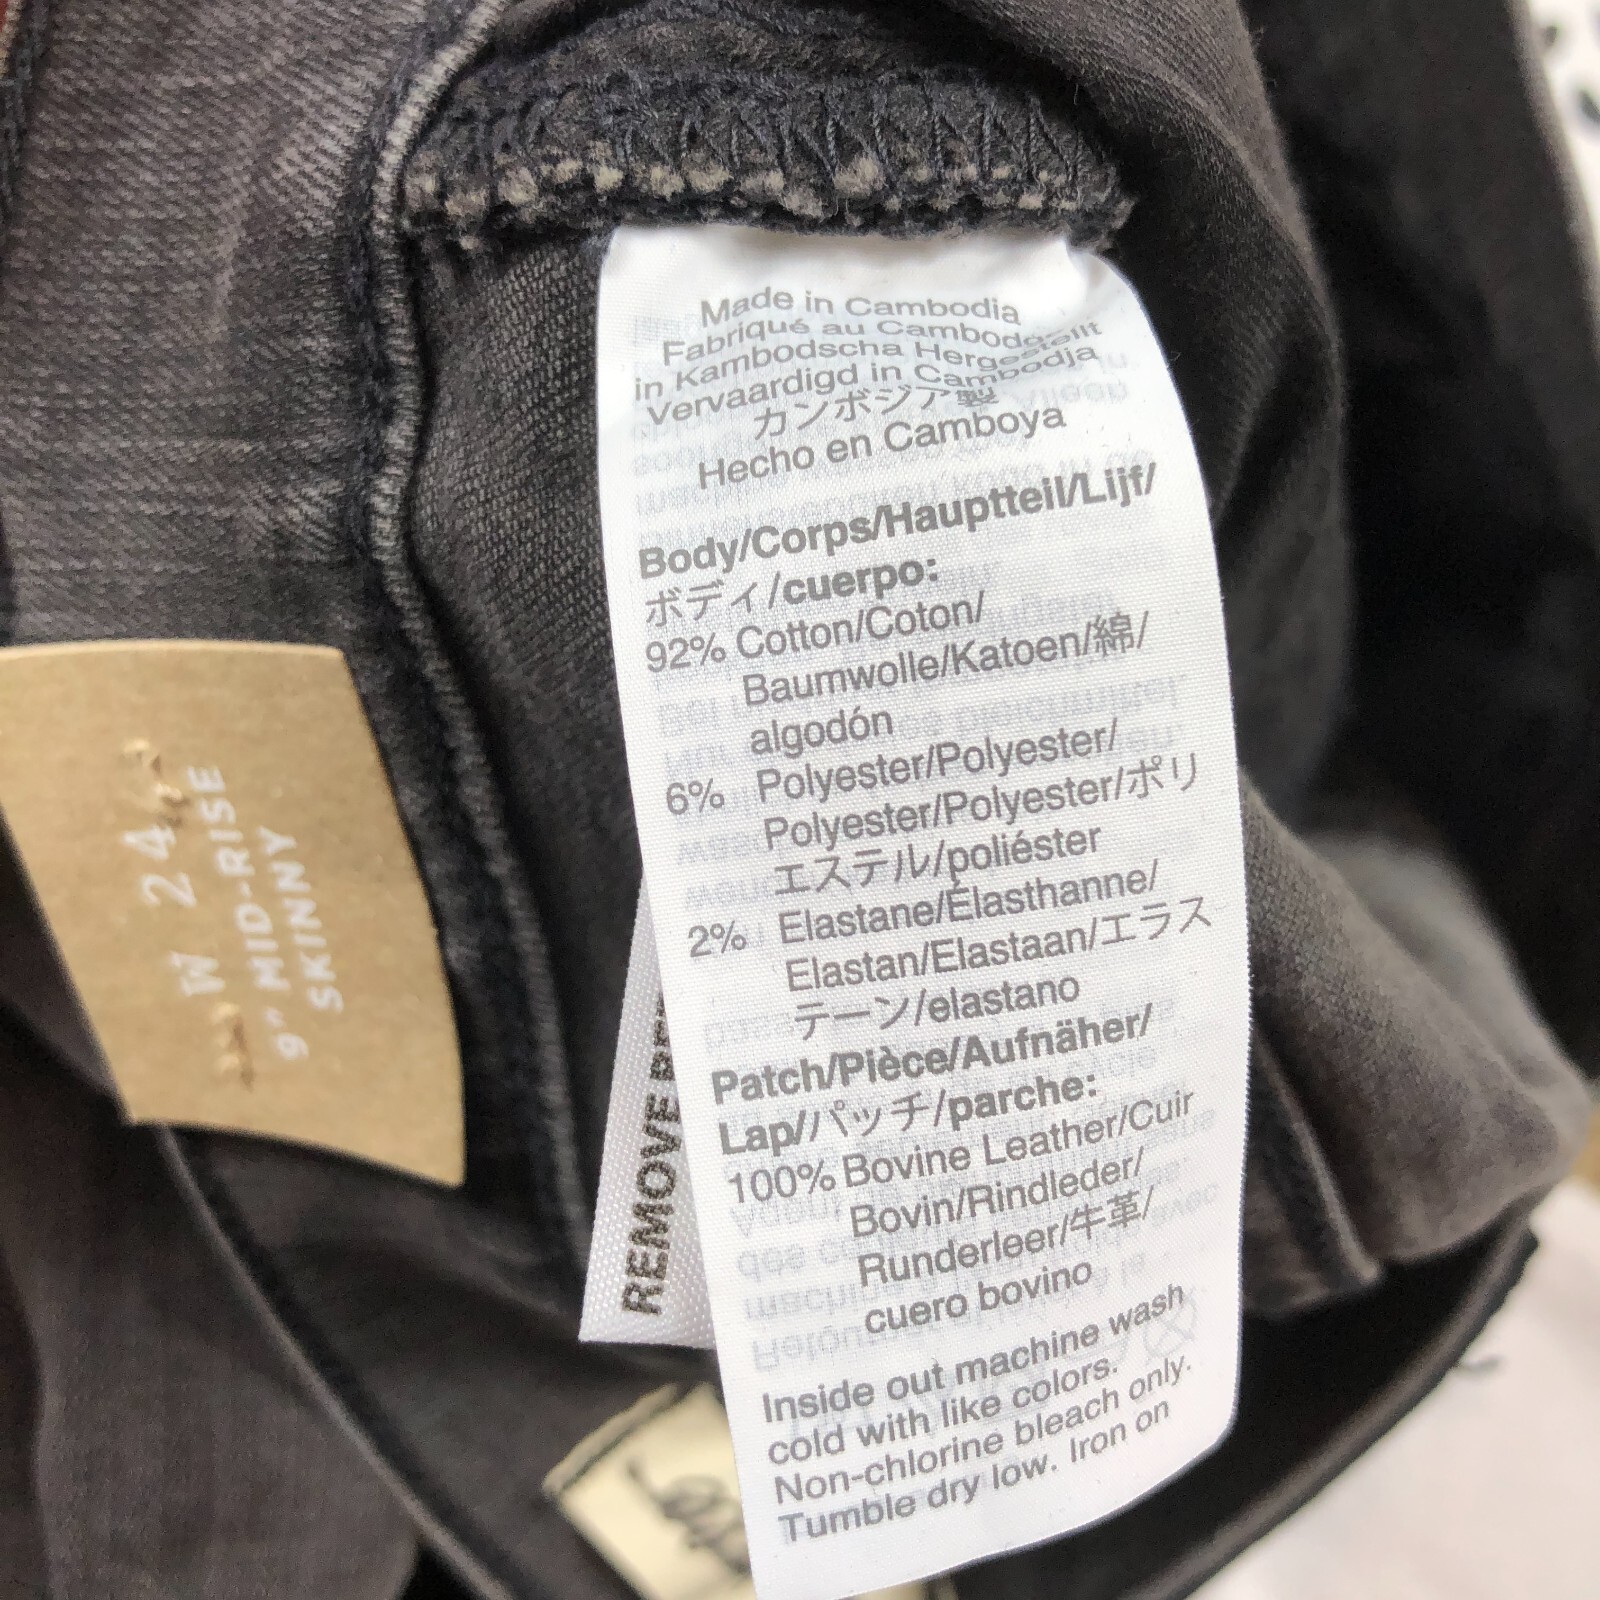 Made in Cambodia
Fabriqué au Cambodge
in Kambodscha Hergestellt
Vervaardigd in Cambodja
カンボジア製
Hecho en Camboya
Body/Corps/Hauptteil/Lijf/
ボディ/cuerpo:
92% Cotton/Coton/
Baumwolle/Katoen/綿/
algodón
6% Polyester/Polyester/
Polyester/Polyester/ポリ
エステル/poliéster
2% Elastane/Élasthanne/
Elastan/Elastaan/エラス
テーン/elastano
Patch/Pièce/Aufnäher/
Lap/パッチ/parche:
100% Bovine Leather/Cuir
Bovin/Rindleder/
Runderleer/牛革/
cuero bovino
Inside out machine wash
cold with like colors.
Non-chlorine bleach only.
Tumble dry low. Iron on
W 24
9" MID-RISE
SKINNY
REMOVE